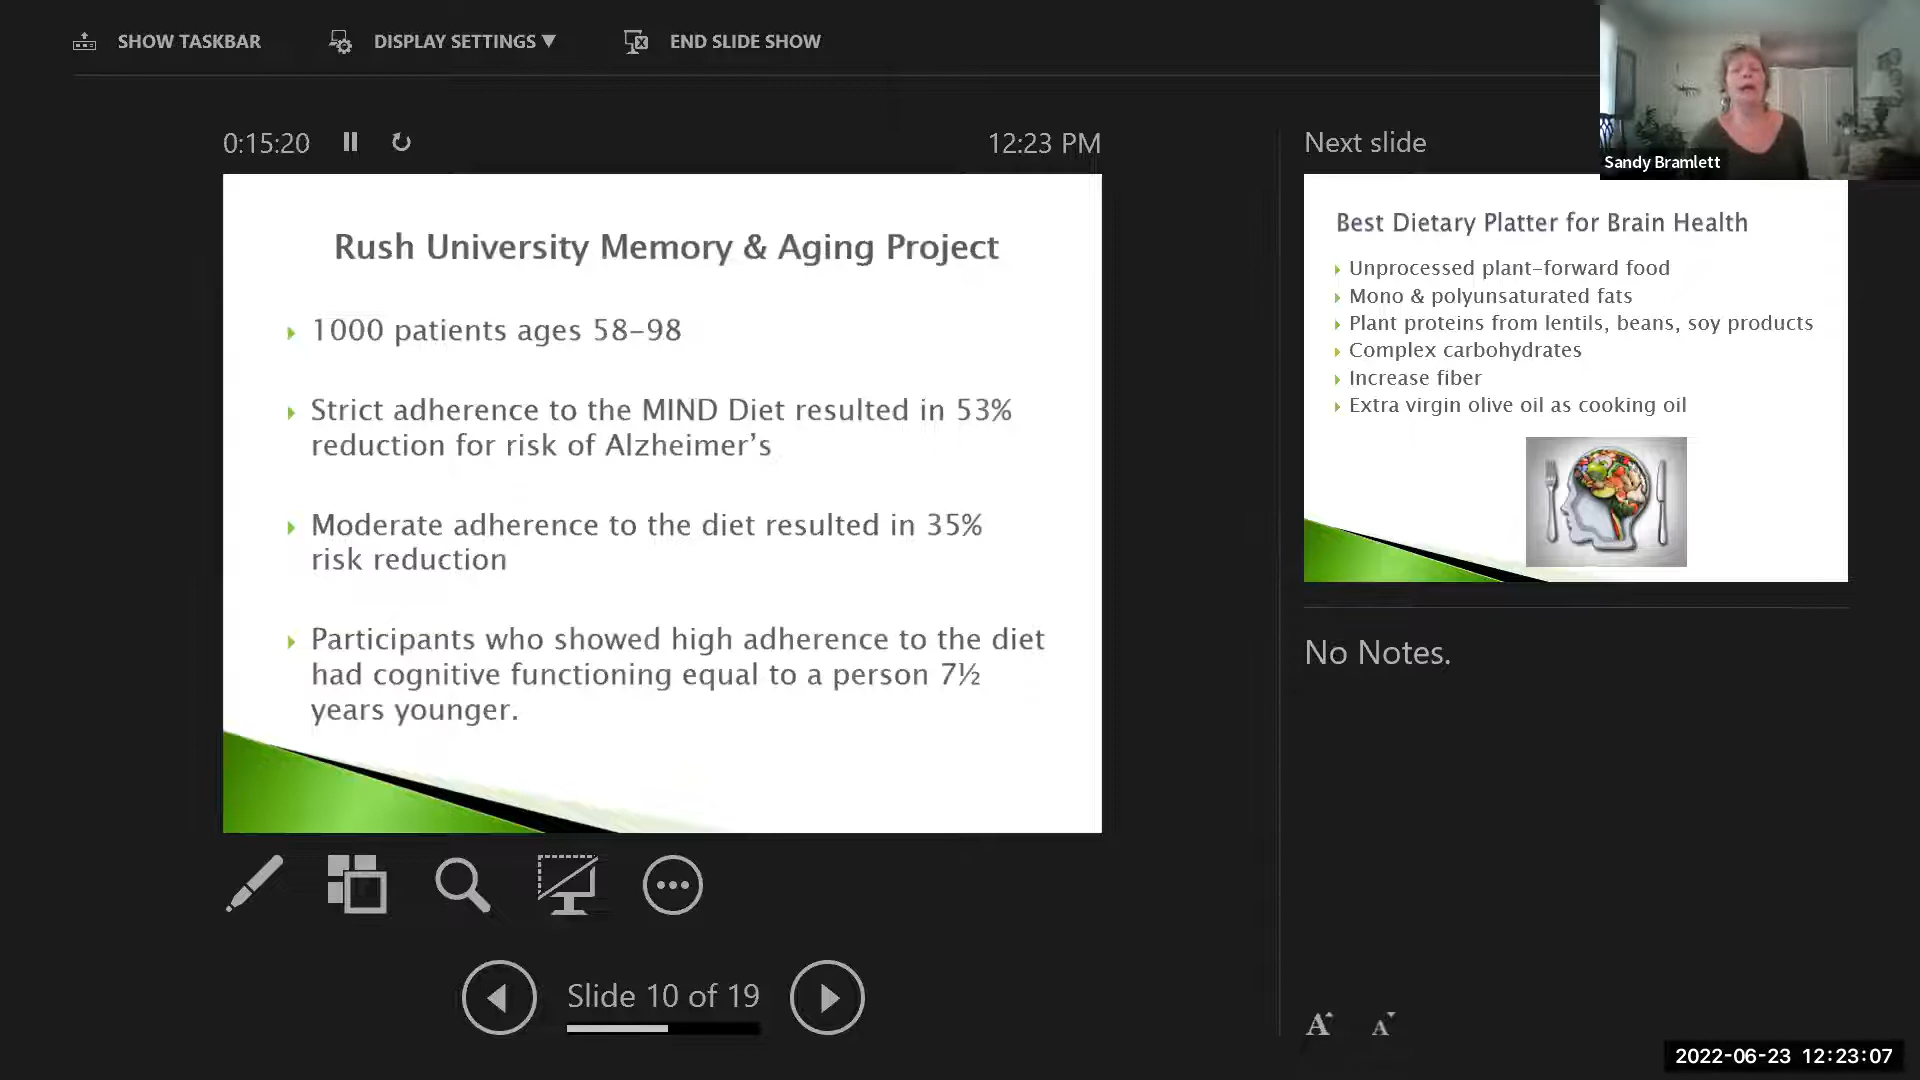 SHOW TASKBAR
DISPLAY SETTINGS ▼
END SLIDE SHOW
Sandy Bramlett
0:15:20
12:23 PM
Rush University Memory & Aging Project
1000 patients ages 58-98
Strict adherence to the MIND Diet resulted in 53%
reduction for risk of Alzheimer's
Moderate adherence to the diet resulted in 35%
risk reduction
Participants who showed high adherence to the diet
had cognitive functioning equal to a person 7½
years younger.
Slide 10 of 19
Next slide
Best Dietary Platter for Brain Health
Unprocessed plant-forward food
Mono & polyunsaturated fats
Plant proteins from lentils, beans, soy products
Complex carbohydrates
Increase fiber
Extra virgin olive oil as cooking oil
No Notes.
A A
2022-06-23 12:23:07